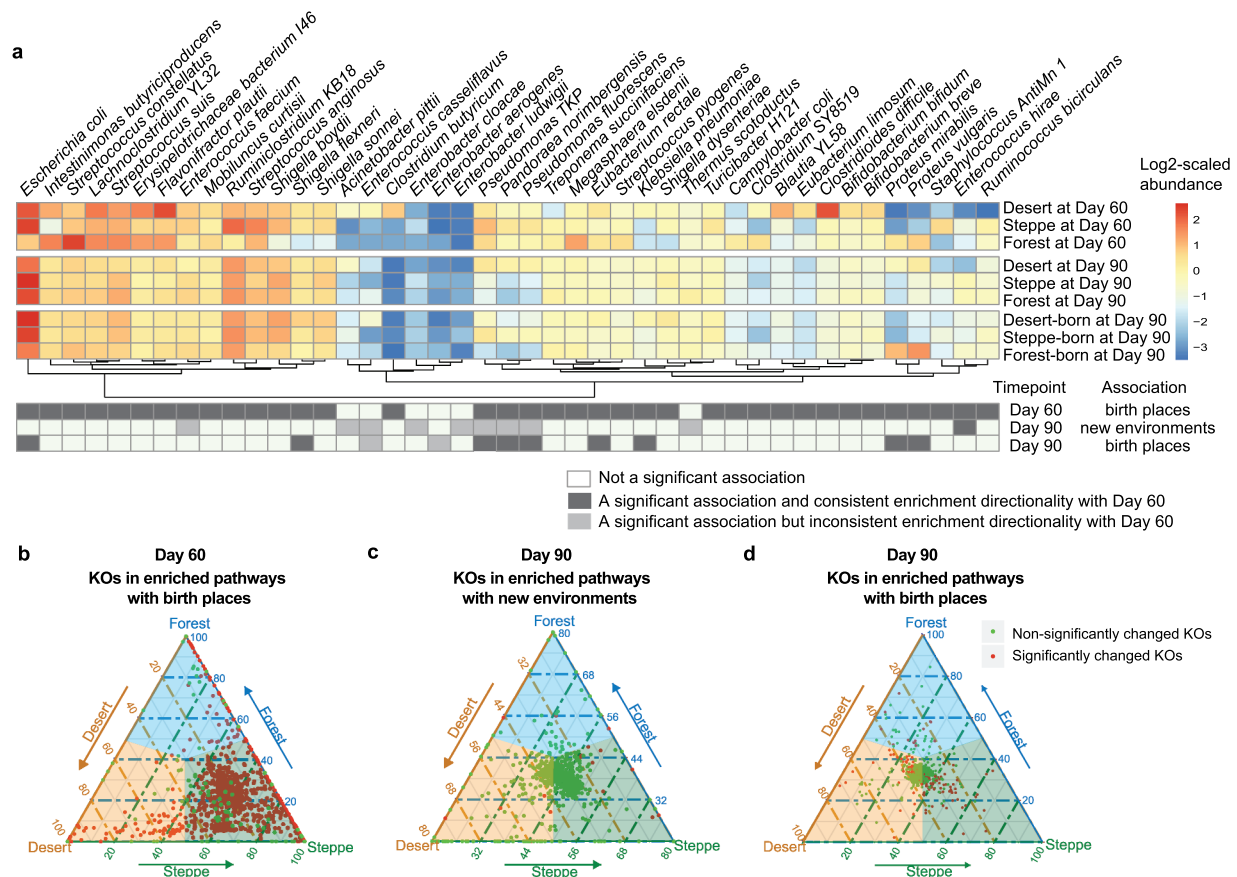 a
Escherichia coli
Intestinimonas butyriciproducens
Streptococcus constellatus
Lachnoclostridium YL32
Streptococcus suis
Erysipelotrichaceae bacterium I46
Flavonifractor plautii
Enterococcus faecium
Mobiluncus curtisii
Ruminiclostridium KB18
Streptococcus anginosus
Shigella boydii
Shigella flexneri
Shigella sonnei
Acinetobacter pittii
Enterococcus casseliflavus
Clostridium butyricum
Enterobacter cloacae
Enterobacter aerogenes
Enterobacter ludwigii
Pseudomonas TKP
Pandoraea norimbergensis
Pseudomonas fluorescens
Treponema succinifaciens
Megasphaera elsdenii
Eubacterium rectale
Streptococcus pyogenes
Klebsiella pneumoniae
Shigella dysenteriae
Thermus scotoductus
Turicibacter H121
Campylobacter coli
Clostridium SY8519
Blautia YL58
Eubacterium limosum
Clostridioides difficile
Bifidobacterium bifidum
Bifidobacterium breve
Proteus mirabilis
Proteus vulgaris
Staphylococcus AntiMn 1
Enterococcus hirae
Ruminococcus bicirculans
Log2-scaled
abundance
2
1
0
−1
−2
−3
Desert at Day 60
Steppe at Day 60
Forest at Day 60
Desert at Day 90
Steppe at Day 90
Forest at Day 90
Desert-born at Day 90
Steppe-born at Day 90
Forest-born at Day 90
Timepoint Association
Day 60 birth places
Day 90 new environments
Day 90 birth places
Not a significant association
A significant association and consistent enrichment directionality with Day 60
A significant association but inconsistent enrichment directionality with Day 60
b
Day 60
KOs in enriched pathways
with birth places
Forest
100
80
60
40
20
20
40
60
80
100
Desert
Forest
Desert
Steppe
20
40
60
80
100
Steppe
c
Day 90
KOs in enriched pathways
with new environments
Forest
80
68
56
44
32
32
44
56
68
80
Desert
Forest
Desert
Steppe
32
44
56
68
80
Steppe
d
Day 90
KOs in enriched pathways
with birth places
Forest
100
80
60
40
20
20
40
60
80
100
Desert
Forest
Desert
Steppe
20
40
60
80
100
Steppe
Non-significantly changed KOs
Significantly changed KOs